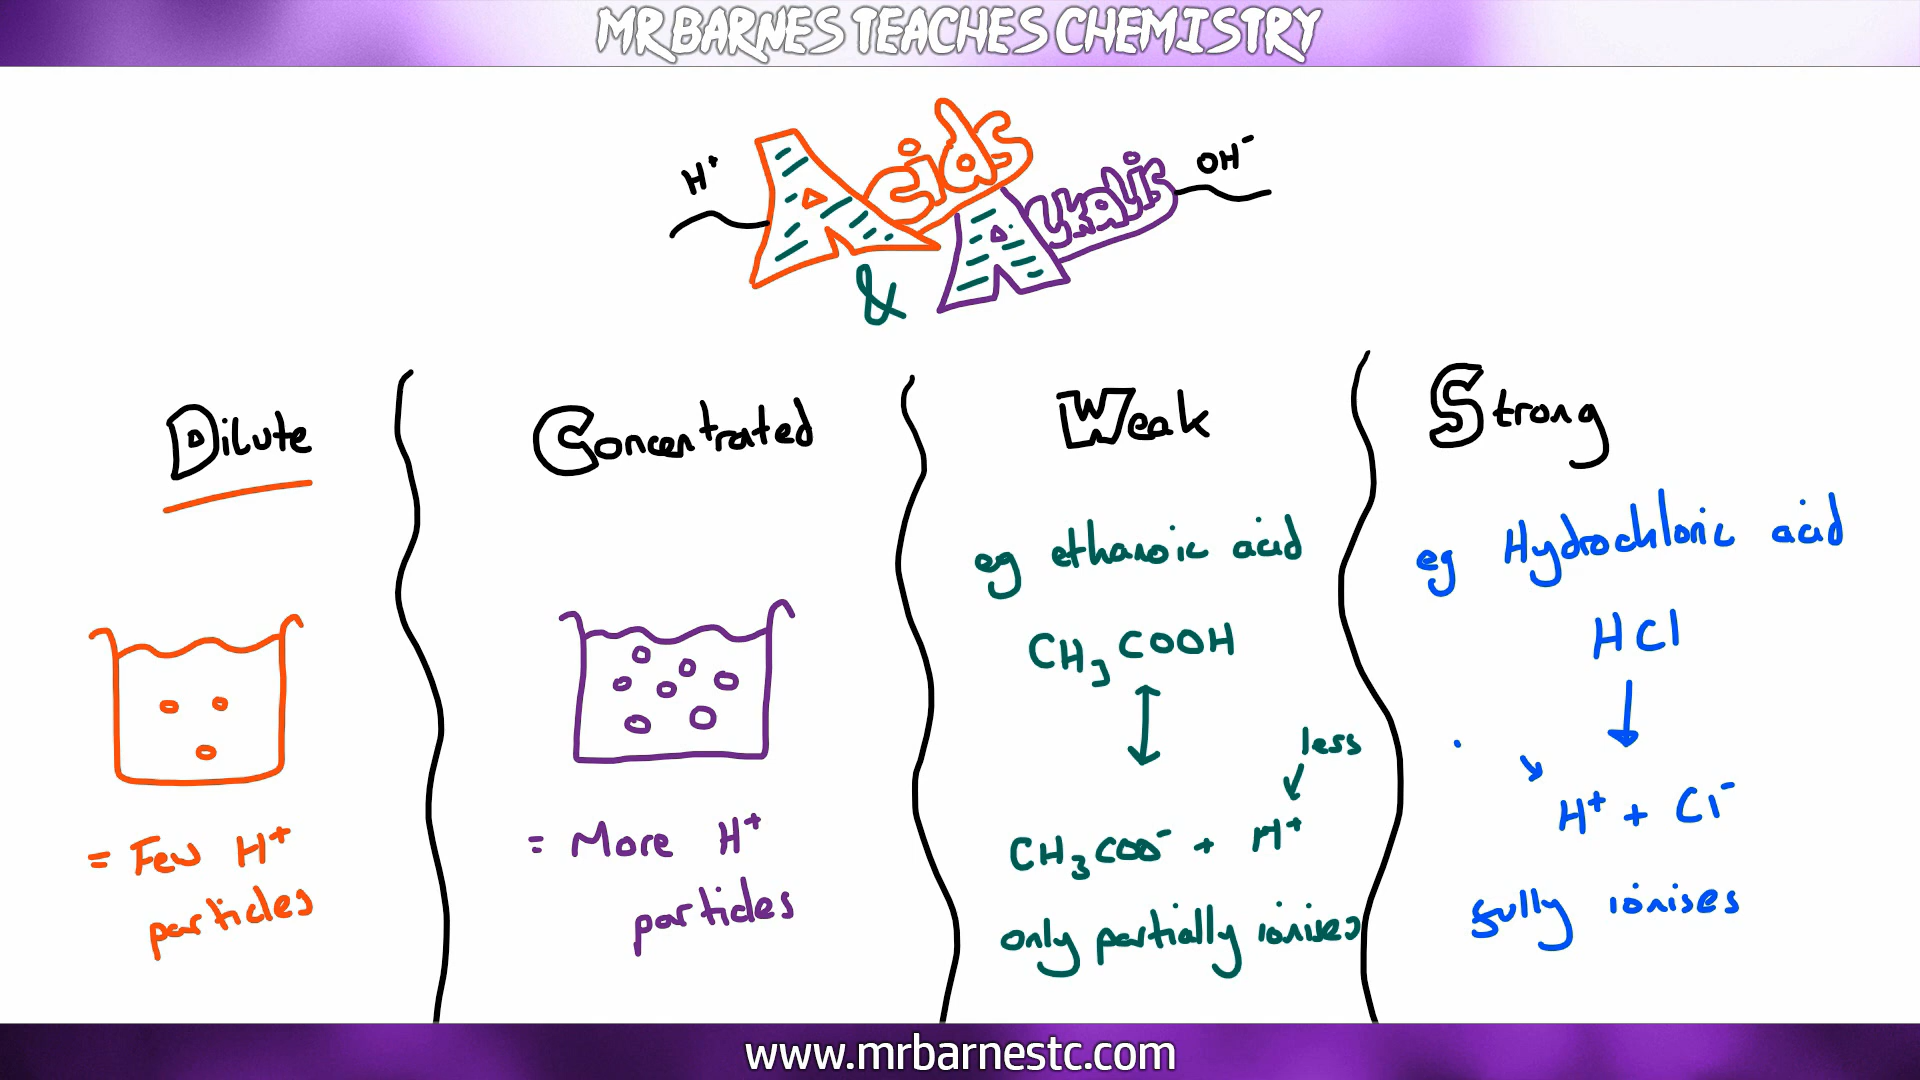 MR BARNES TEACHES CHEMISTRY
H⁺
Acids
&
Alkalis
OH⁻
Dilute
= Few H⁺
particles
Concentrated
= More H⁺
particles
Weak
eg ethanoic acid
CH₃COOH
less
CH₃COO⁻ + H⁺
only partially ionises
Strong
eg Hydrochloric acid
HCl
H⁺ + Cl⁻
fully ionises
www.mrbarnestc.com